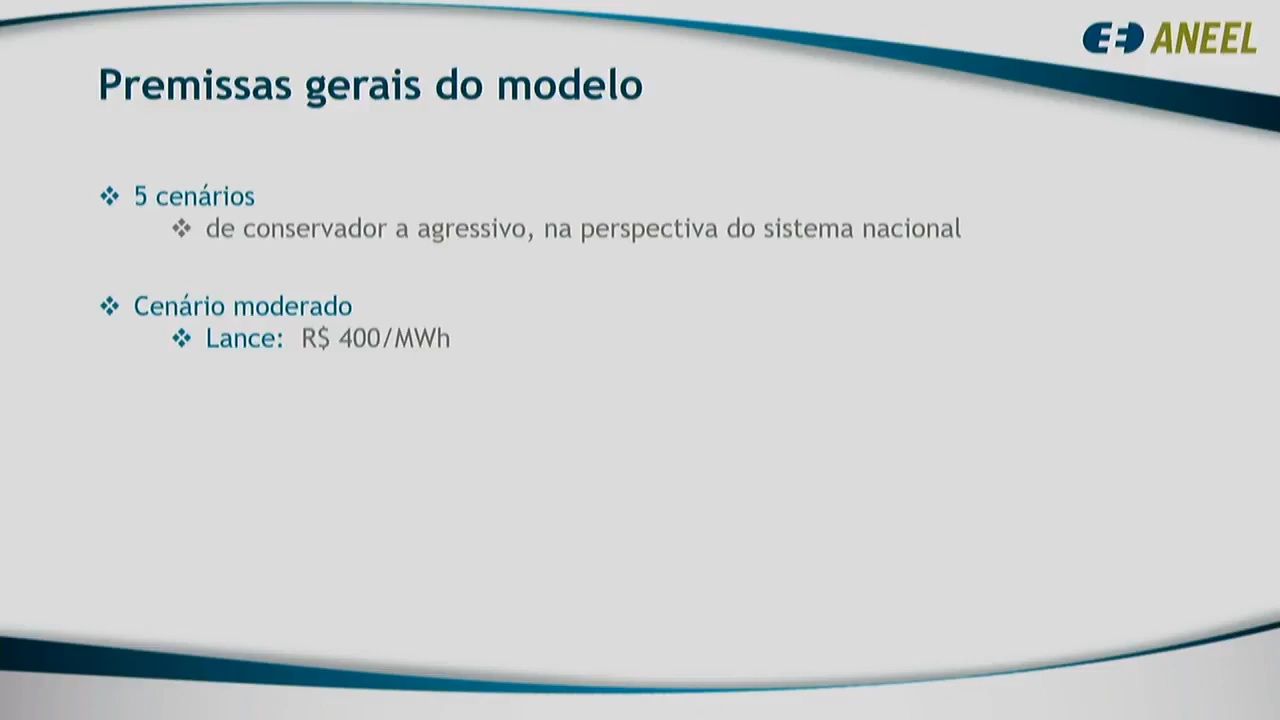 ANEEL
Premissas gerais do modelo
5 cenários
de conservador a agressivo, na perspectiva do sistema nacional
Cenário moderado
Lance: R$ 400/MWh